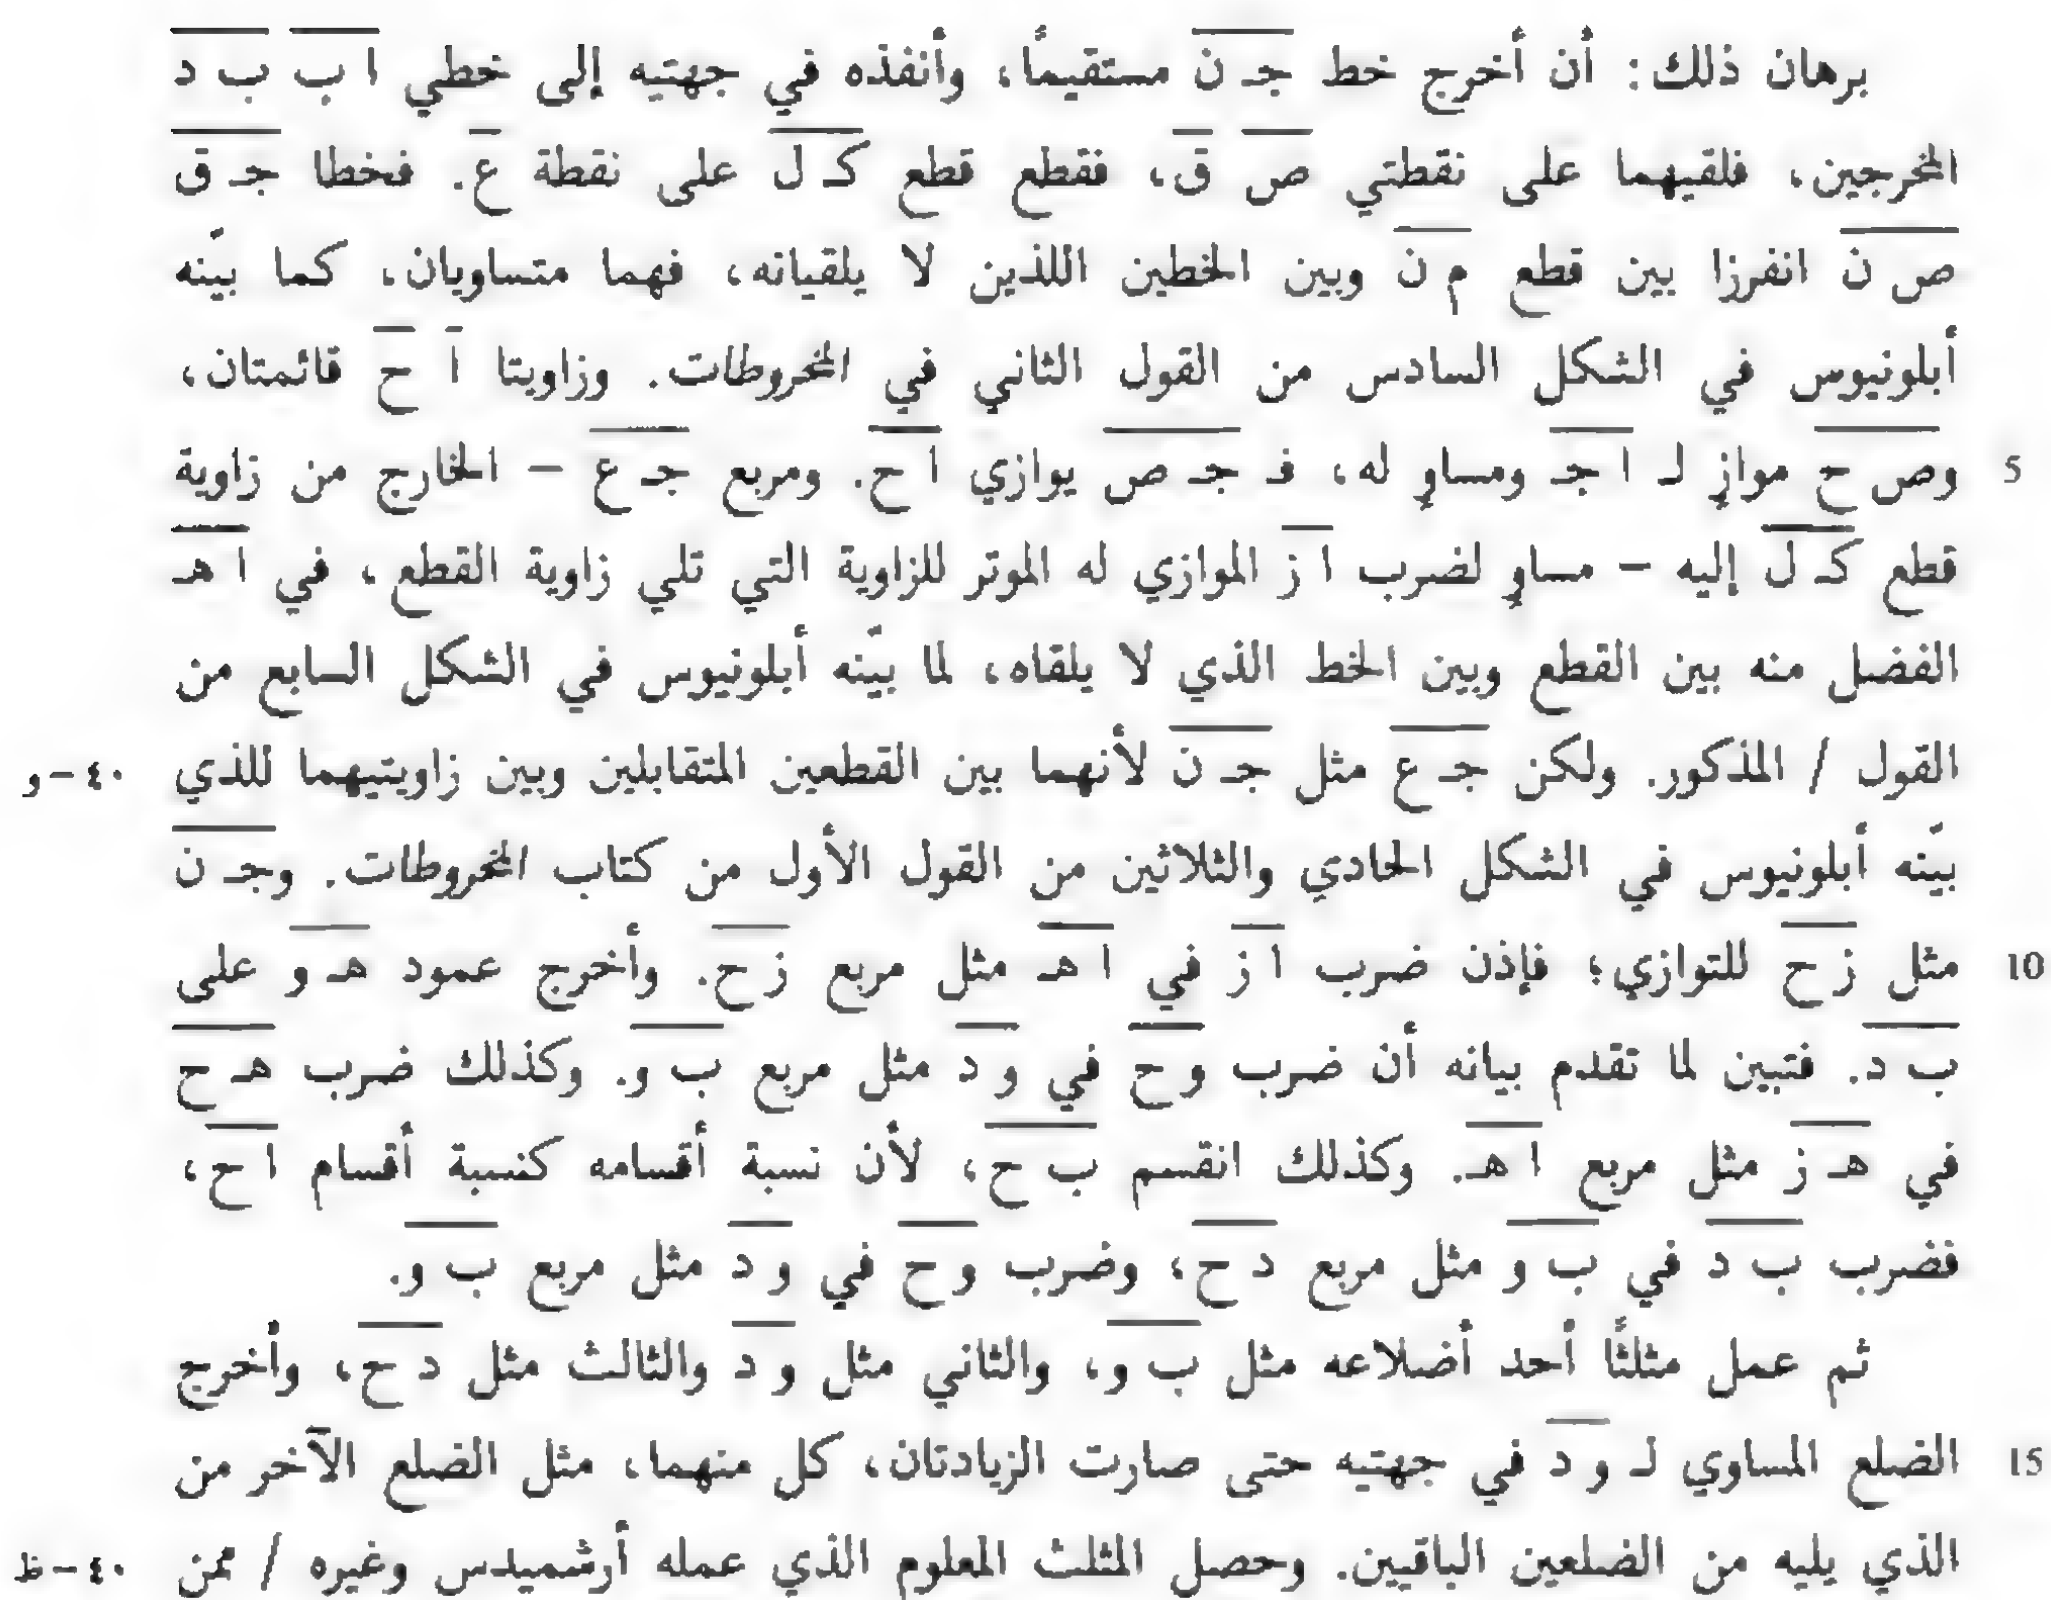 برهان ذلك: أن أخرج خط جـ ن مستقيمًا، وأنفذه في جهتيه إلى خطي ا ب ب د
المخرجين، فلقيهما على نقطتي ص ق، فقطع قطع كـ ل على نقطة ع. فخطا جـ ق
ص ن انفرزا بين قطع م ن وبين الخطين اللذين لا يلقيانه، فهما متساويان، كما بيّنه
أبلونيوس في الشكل السادس من القول الثاني في المخروطات. وزاويتا ا ح قائمتان،
5 وص ح موازٍ لـ ا جـ ومساوٍ له، فـ جـ ص يوازي ا ح. ومربع جـ ع – الخارج من زاوية
قطع كـ ل إليه – مساوٍ لضرب ا ز الموازي له الموتر للزاوية التي تلي زاوية القطع، في ا هـ
الفضل منه بين القطع وبين الخط الذي لا يلقاه، لما بيّنه أبلونيوس في الشكل السابع من
القول / المذكور. ولكن جـ ع مثل جـ ن لأنهما بين القطعين المتقابلين وبين زاويتيهما للذي ٤٠-و
بيّنه أبلونيوس في الشكل الحادي والثلاثين من القول الأول من كتاب المخروطات. وجـ ن
10 مثل ز ح للتوازي؛ فإذن ضرب ا ز في ا هـ مثل مربع ز ح. وأخرج عمود هـ و على
ب د. فتبين لما تقدم بيانه أن ضرب و ح في و د مثل مربع ب و. وكذلك ضرب هـ ح
في هـ ز مثل مربع ا هـ. وكذلك انقسم ب ح، لأن نسبة أقسامه كنسبة أقسام ا ح،
فضرب ب د في ب و مثل مربع د ح، وضرب و ح في و د مثل مربع ب و.
ثم عمل مثلثًا أحد أضلاعه مثل ب و، والثاني مثل و د والثالث مثل د ح، وأخرج
15 الضلع المساوي لـ و د في جهتيه حتى صارت الزيادتان، كل منهما، مثل الضلع الآخر من
الذي يليه من الضلعين الباقيين. وحصل المثلث المعلوم الذي عمله أرشميدس وغيره / ممن ٤٠-ظ